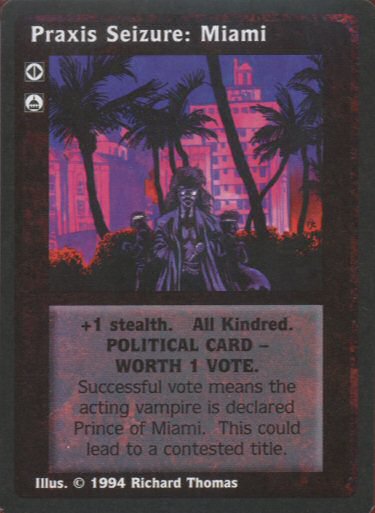 Praxis Seizure: Miami
+1 stealth. All Kindred.
POLITICAL CARD –
WORTH 1 VOTE.
Successful vote means the
acting vampire is declared
Prince of Miami. This could
lead to a contested title.
Illus. © 1994 Richard Thomas